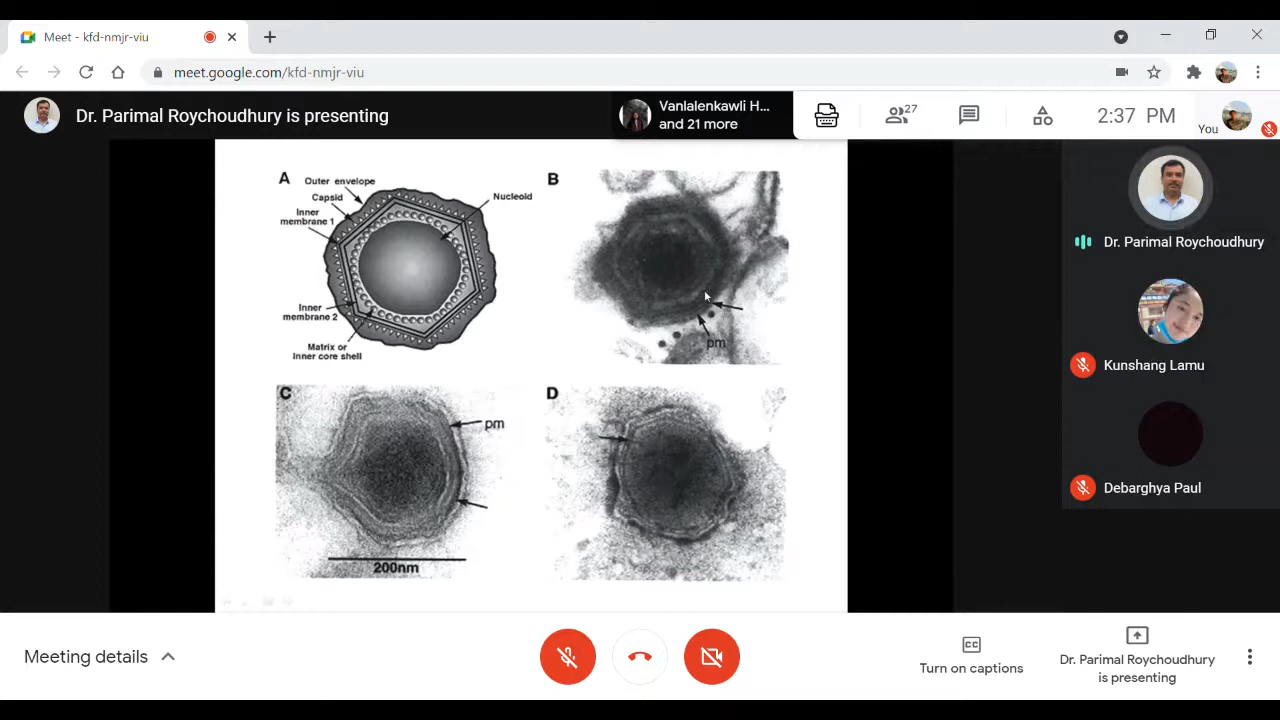 Meet - kfd-nmjr-viu
meet.google.com/kfd-nmjr-viu
Dr. Parimal Roychoudhury is presenting
Vanlalenkawli H...
and 21 more
27
2:37 PM
You
A
Outer envelope
Capsid
Inner
membrane 1
Nucleoid
Inner
membrane 2
Matrix or
inner core shell
B
pm
C
pm
200nm
D
Dr. Parimal Roychoudhury
Kunshang Lamu
Debarghya Paul
Meeting details
CC
Turn on captions
Dr. Parimal Roychoudhury
is presenting